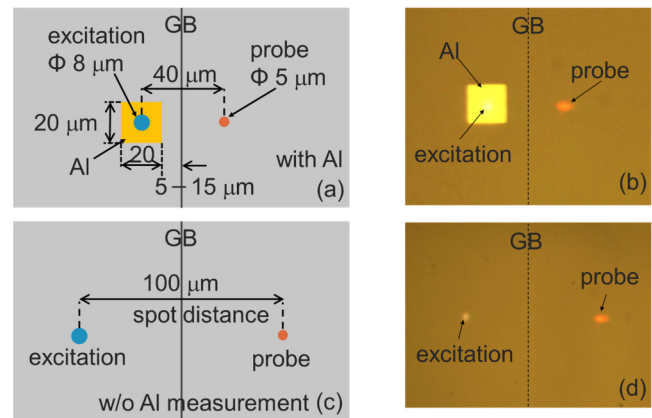 GB
excitation
Φ 8 μm
probe
Φ 5 μm
40 μm
20 μm
Al
20
5 – 15 μm
with Al
(a)
GB
Al
probe
excitation
(b)
GB
100 μm
spot distance
excitation
probe
w/o Al measurement (c)
GB
probe
excitation
(d)